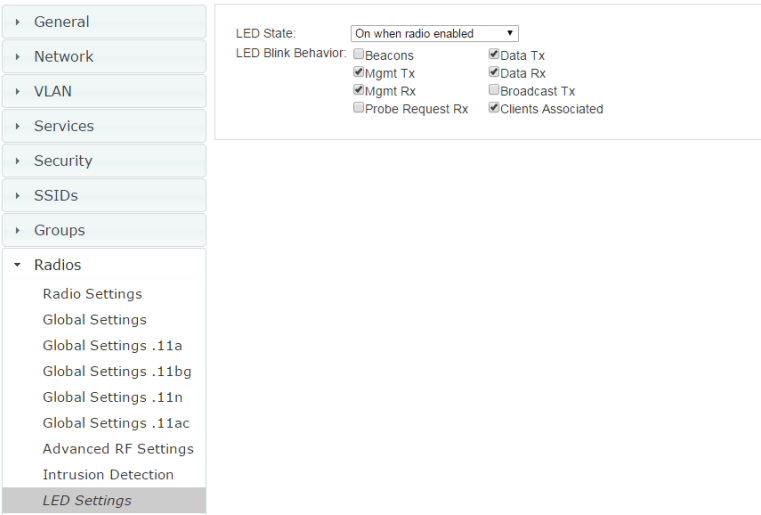 General
Network
VLAN
Services
Security
SSIDs
Groups
Radios
Radio Settings
Global Settings
Global Settings .11a
Global Settings .11bg
Global Settings .11n
Global Settings .11ac
Advanced RF Settings
Intrusion Detection
LED Settings
LED State: On when radio enabled
LED Blink Behavior: Beacons Data Tx
Mgmt Tx Data Rx
Mgmt Rx Broadcast Tx
Probe Request Rx Clients Associated